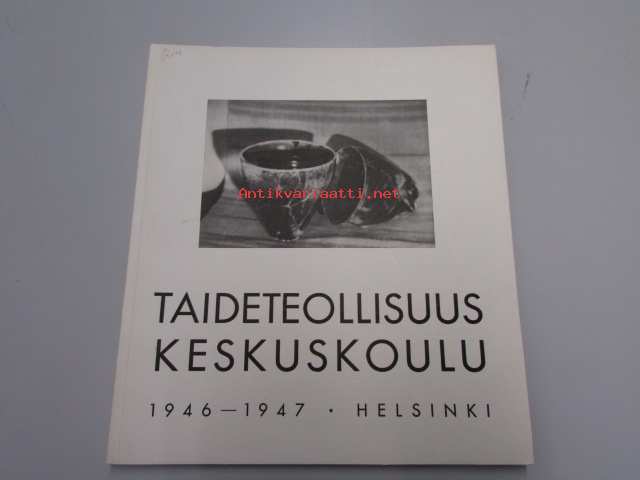 Antikvariaatti.net
TAIDETEOLLISUUS
KESKUSKOULU
1946—1947 • HELSINKI